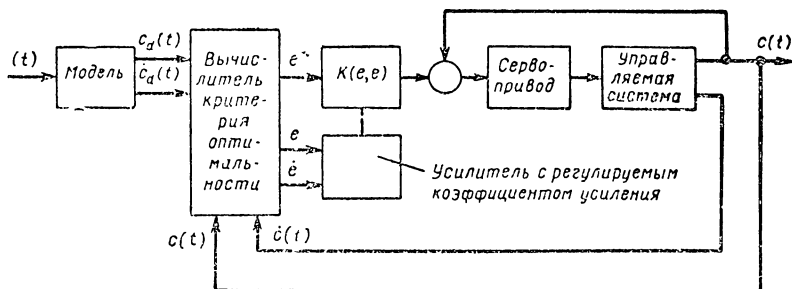 (t)
Модель
c_d(t)
ċ_d(t)
Вычис-
литель
крите-
рия
опти-
маль-
ности
e*
e
ė
K(e,e)
Серво-
привод
Управ-
ляемая
система
c(t)
Усилитель с регулируемым
коэффициентом усиления
c(t)
ċ(t)